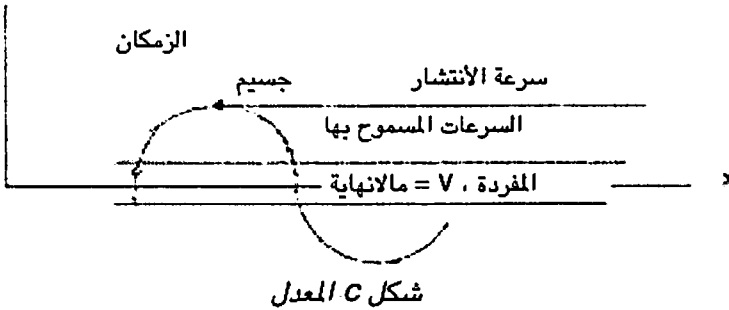 الزمكان
سرعة الأنتشار
جسيم
السرعات المسموح بها
المفردة ، V = مالانهاية
x
شكل C المعدل